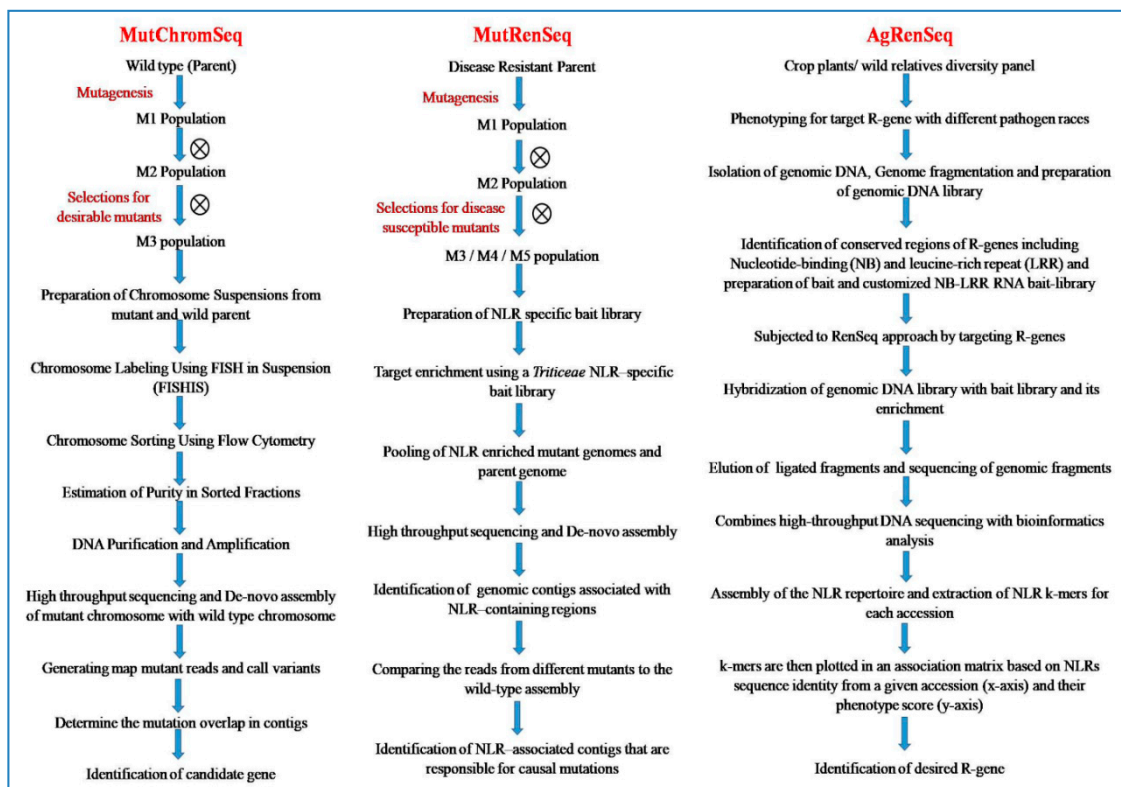 MutChromSeq
Wild type (Parent)
Mutagenesis
M1 Population
M2 Population
Selections for
desirable mutants
M3 population
Preparation of Chromosome Suspensions from
mutant and wild parent
Chromosome Labeling Using FISH in Suspension
(FISHIS)
Chromosome Sorting Using Flow Cytometry
Estimation of Purity in Sorted Fractions
DNA Purification and Amplification
High throughput sequencing and De-novo assembly
of mutant chromosome with wild type chromosome
Generating map mutant reads and call variants
Determine the mutation overlap in contigs
Identification of candidate gene
MutRenSeq
Disease Resistant Parent
Mutagenesis
M1 Population
M2 Population
Selections for disease
susceptible mutants
M3 / M4 / M5 population
Preparation of NLR specific bait library
Target enrichment using a Triticeae NLR–specific
bait library
Pooling of NLR enriched mutant genomes and
parent genome
High throughput sequencing and De-novo assembly
Identification of genomic contigs associated with
NLR–containing regions
Comparing the reads from different mutants to the
wild-type assembly
Identification of NLR–associated contigs that are
responsible for causal mutations
AgRenSeq
Crop plants/ wild relatives diversity panel
Phenotyping for target R-gene with different pathogen races
Isolation of genomic DNA, Genome fragmentation and preparation
of genomic DNA library
Identification of conserved regions of R-genes including
Nucleotide-binding (NB) and leucine-rich repeat (LRR) and
preparation of bait and customized NB-LRR RNA bait-library
Subjected to RenSeq approach by targeting R-genes
Hybridization of genomic DNA library with bait library and its
enrichment
Elution of ligated fragments and sequencing of genomic fragments
Combines high-throughput DNA sequencing with bioinformatics
analysis
Assembly of the NLR repertoire and extraction of NLR k-mers for
each accession
k-mers are then plotted in an association matrix based on NLRs
sequence identity from a given accession (x-axis) and their
phenotype score (y-axis)
Identification of desired R-gene